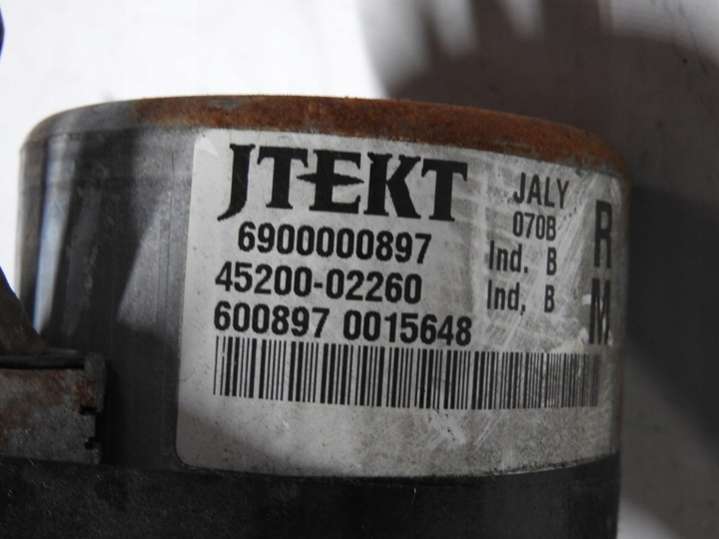 JTEKT
6900000897
45200-02260
600897 0015648
JALY
070B
Ind. B
Ind, B
R
M